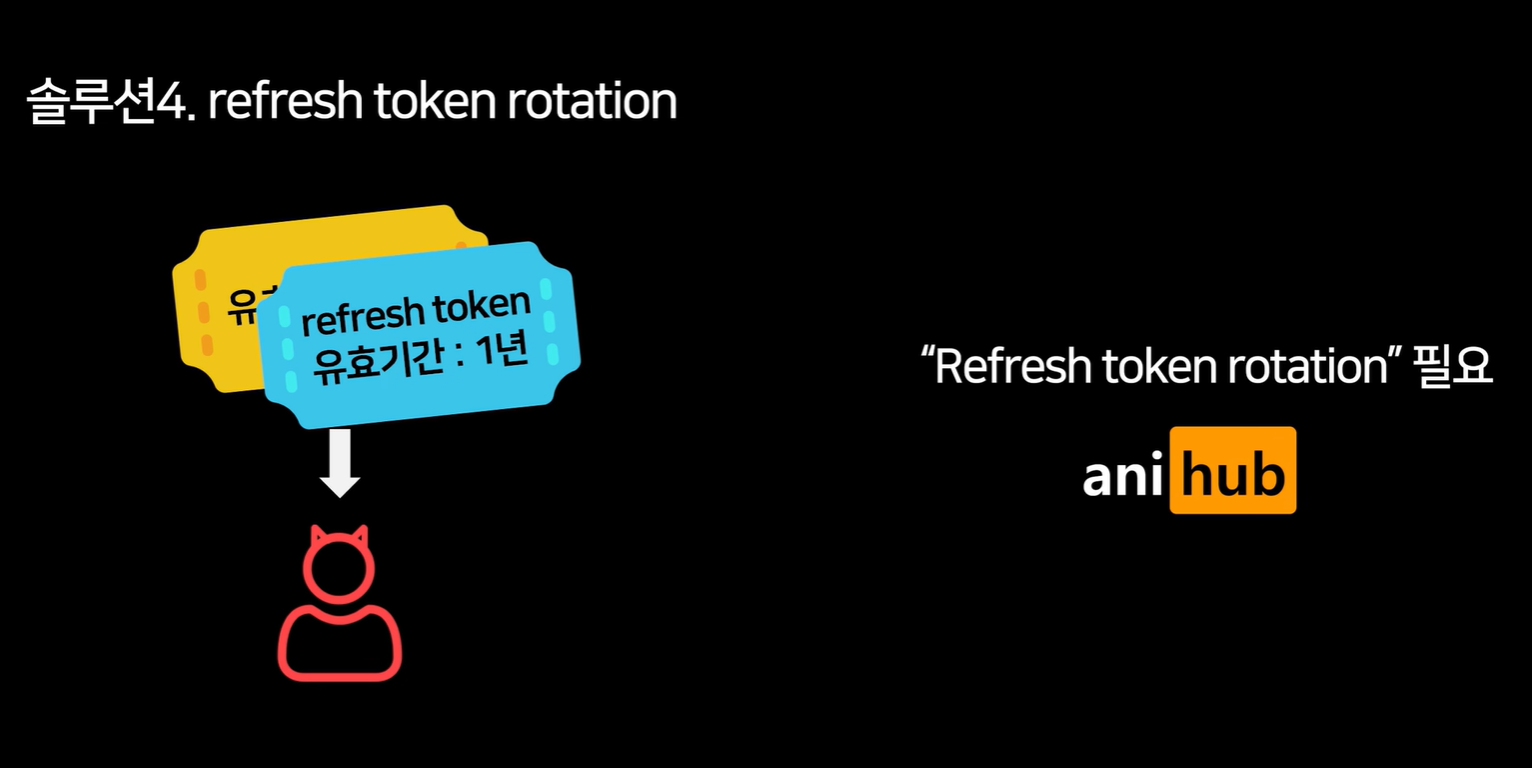 솔루션4. refresh token rotation
refresh token
유효기간 : 1년
“Refresh token rotation” 필요
ani hub